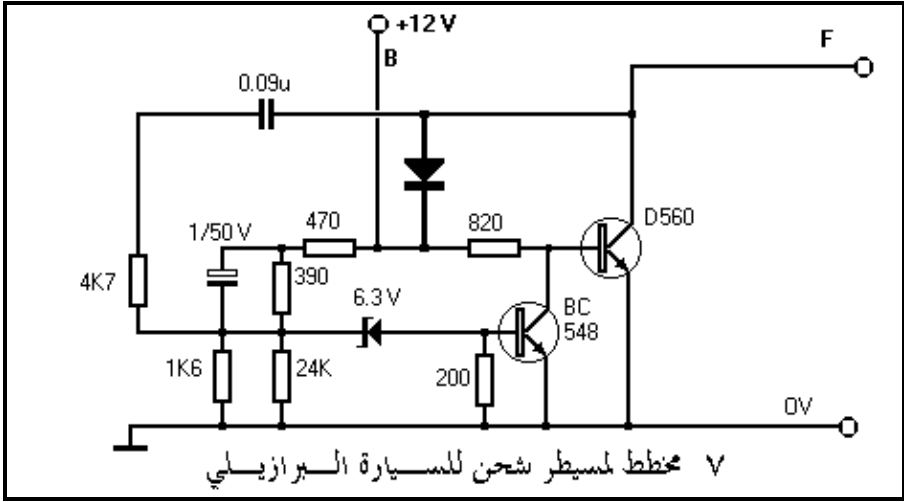 +12 V
B
F
0.09u
D560
470
820
1/50 V
390
4K7
6.3 V
BC
548
1K6
24K
200
0V
٧ مخطط لمسيطر شحن للسيارة البرازيلي